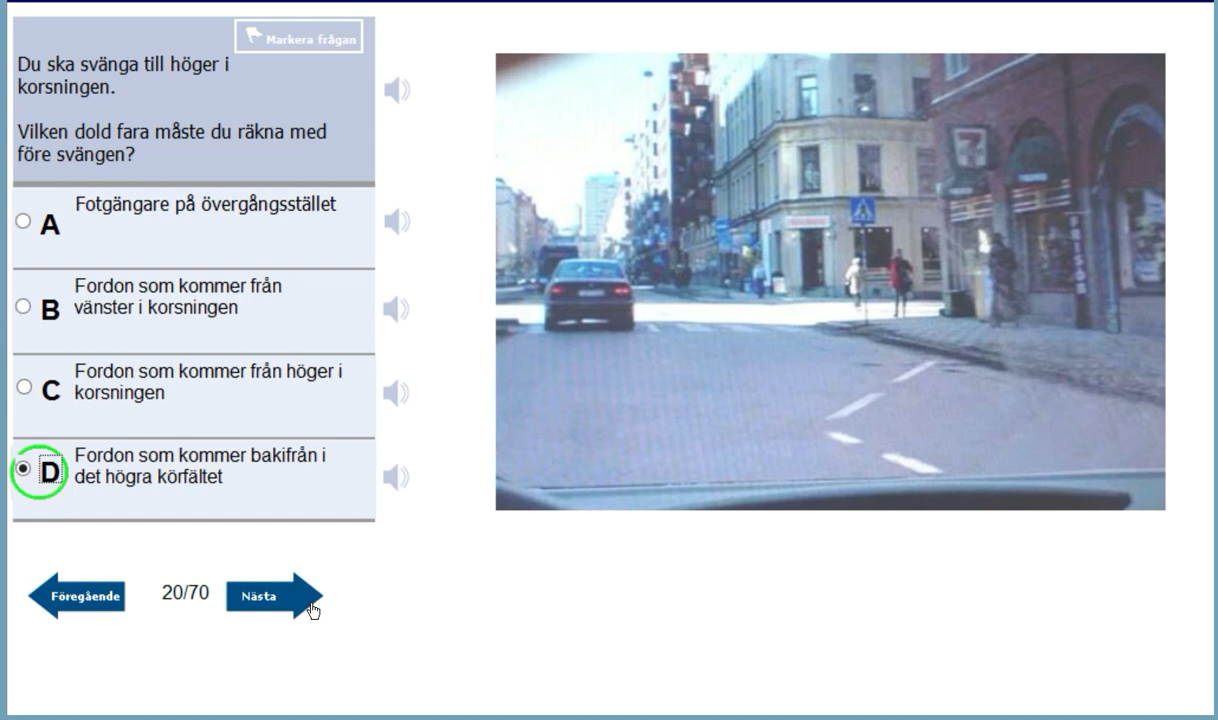 Markera frågan
Du ska svänga till höger i
korsningen.
Vilken dold fara måste du räkna med
före svängen?
A
Fotgängare på övergångsstället
B
Fordon som kommer från
vänster i korsningen
C
Fordon som kommer från höger i
korsningen
D
Fordon som kommer bakifrån i
det högra körfältet
Föregående
20/70
Nästa
7